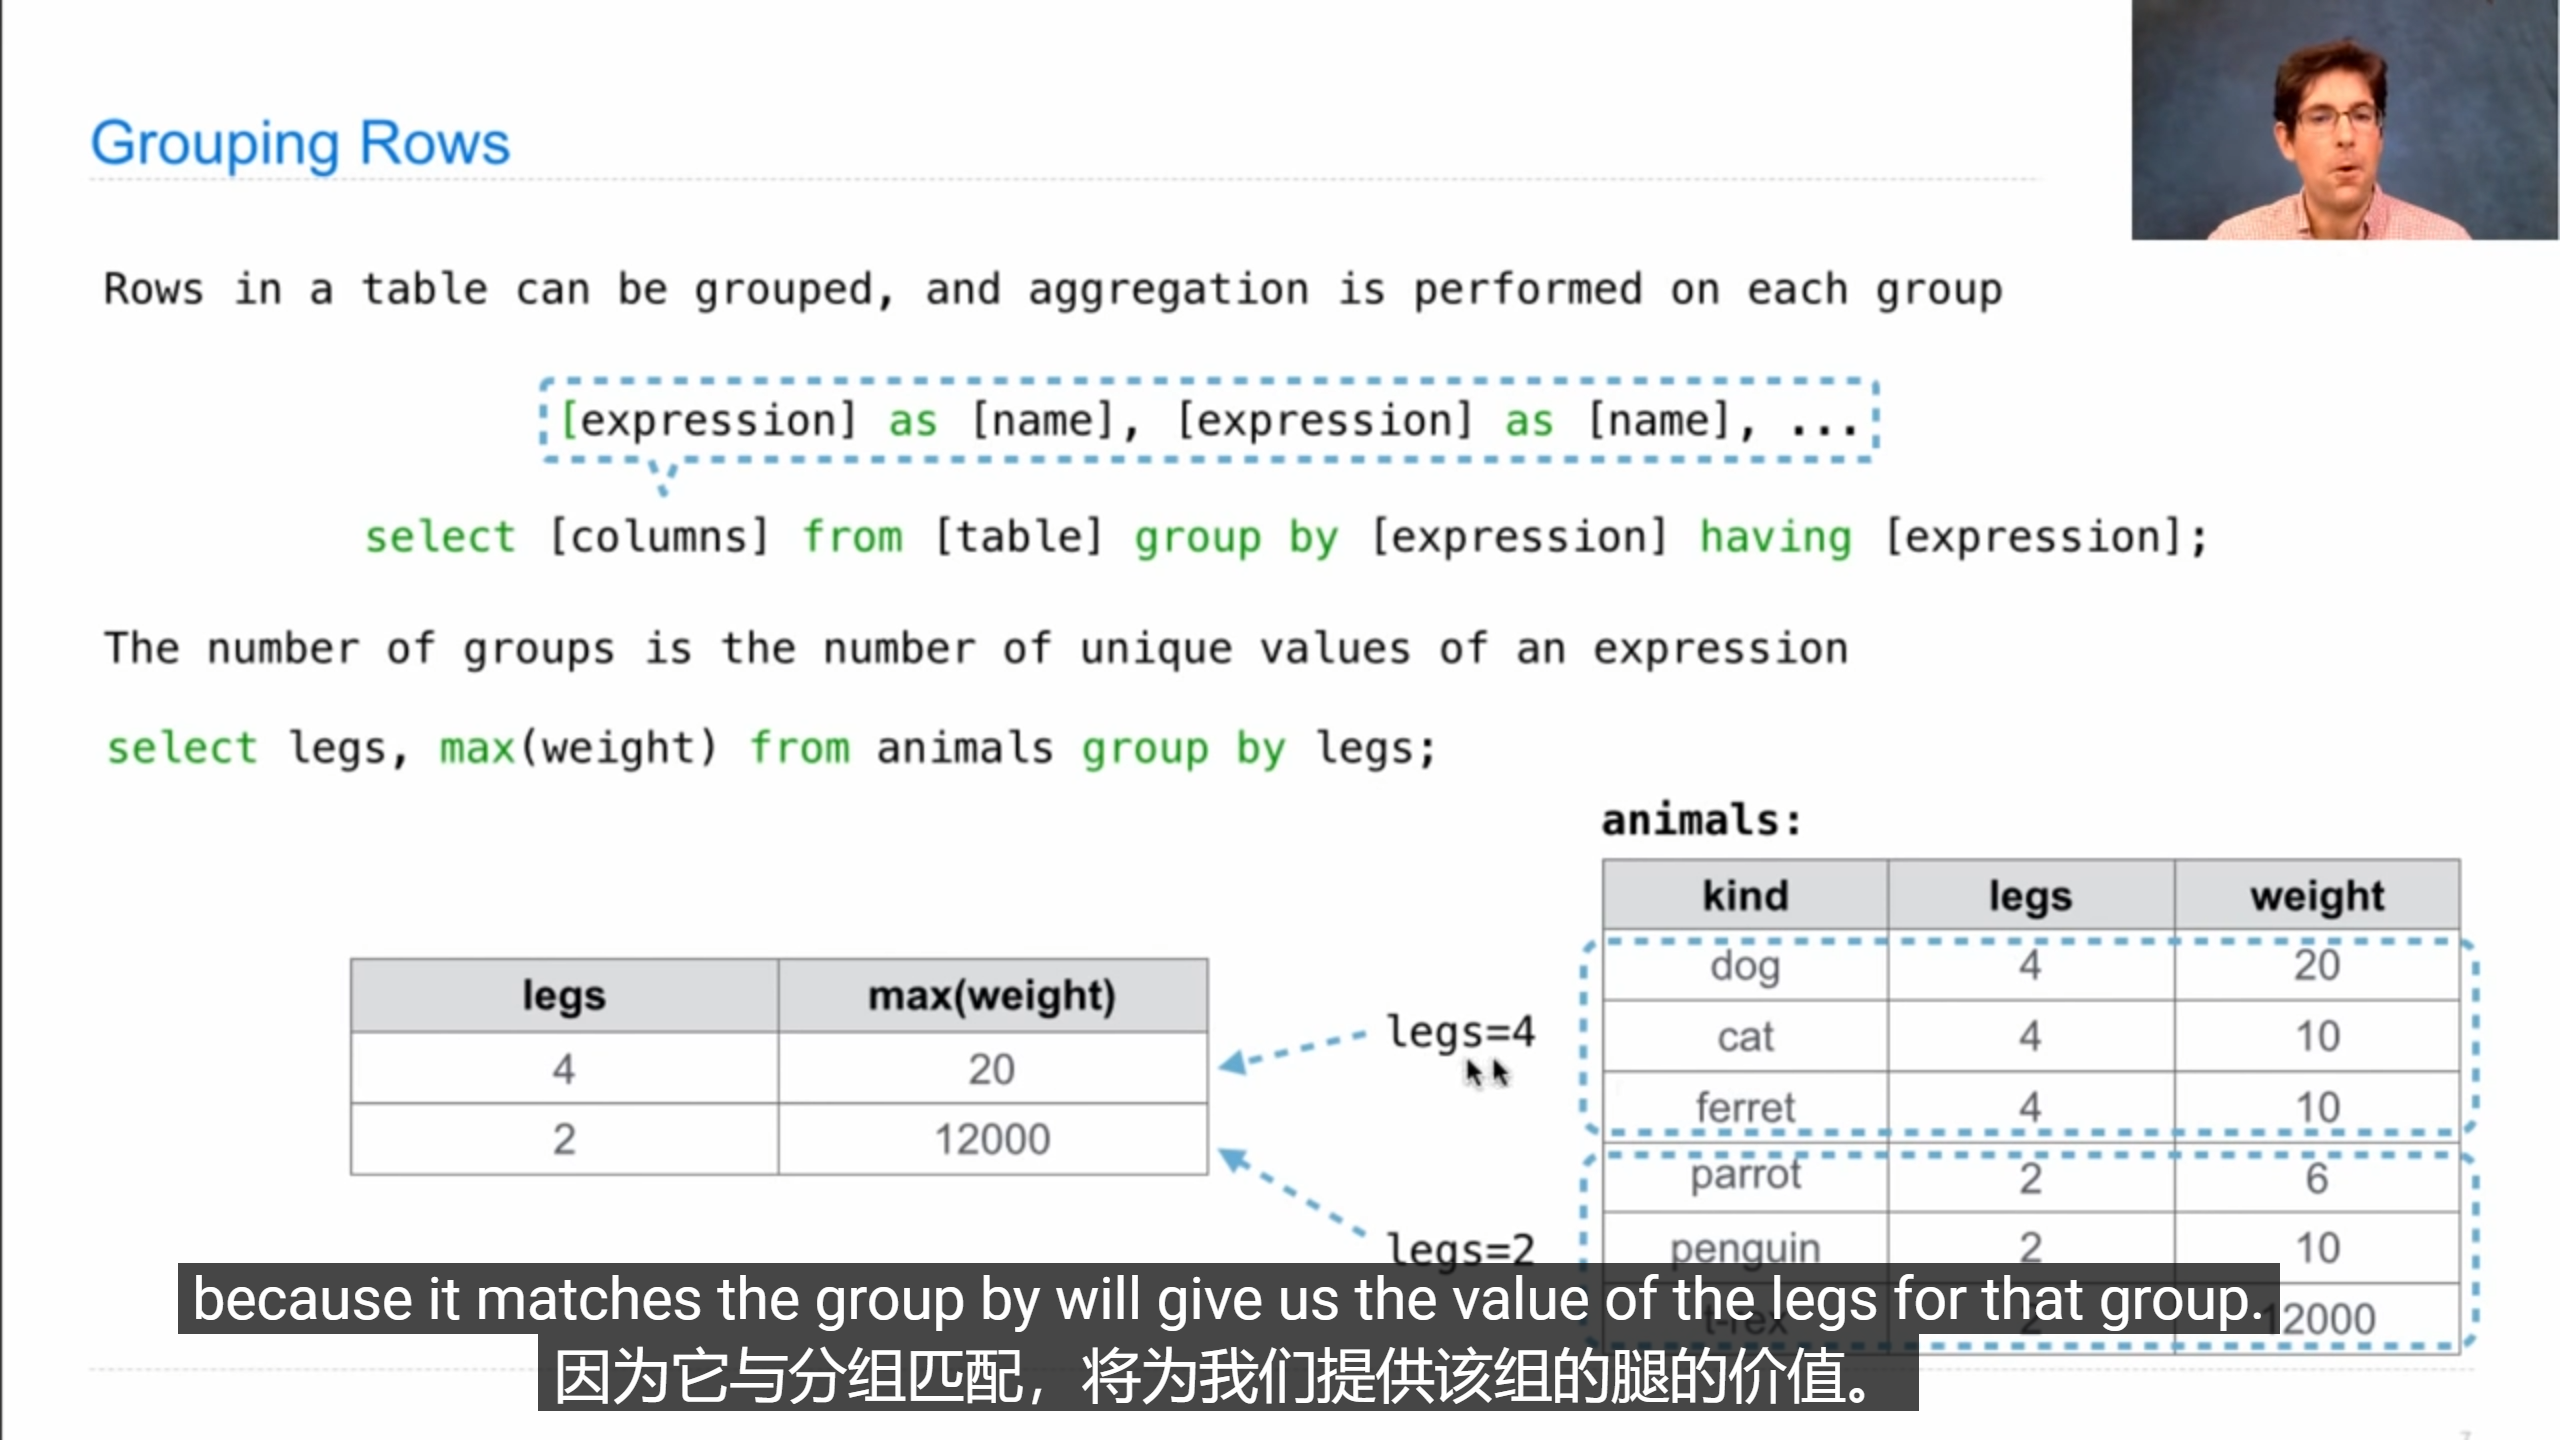 Grouping Rows
Rows in a table can be grouped, and aggregation is performed on each group
[expression] as [name], [expression] as [name], ...
select [columns] from [table] group by [expression] having [expression];
The number of groups is the number of unique values of an expression
select legs, max(weight) from animals group by legs;
animals:
kind legs weight
dog 4 20
cat 4 10
ferret 4 10
parrot 2 6
penguin 2 10
t-rex 2 12000
legs max(weight)
4 20
2 12000
legs=4
legs=2
because it matches the group by will give us the value of the legs for that group.
因为它与分组匹配，将为我们提供该组的腿的价值。
7